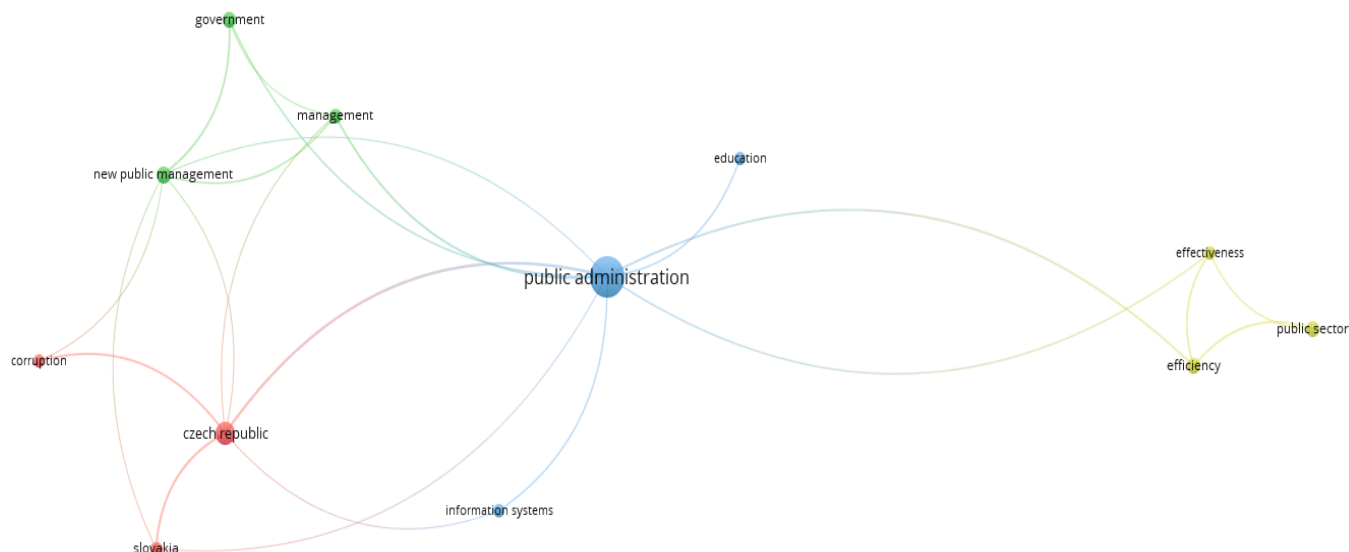 government
management
education
new public management
effectiveness
public administration
public sector
corruption
efficiency
czech republic
information systems
slovakia